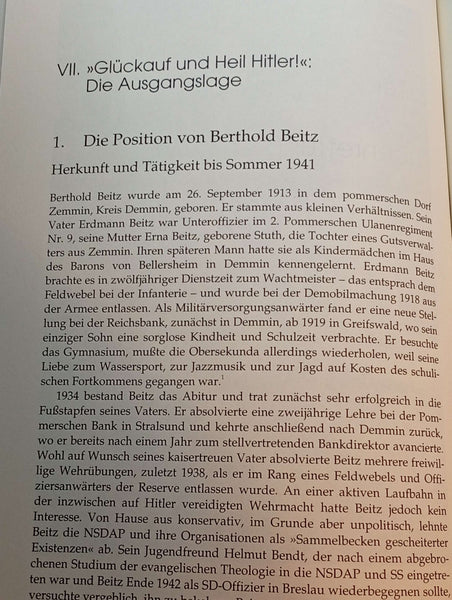 VII. »Glückauf und Heil Hitler!«:
Die Ausgangslage
1. Die Position von Berthold Beitz
Herkunft und Tätigkeit bis Sommer 1941
Berthold Beitz wurde am 26. September 1913 in dem pommerschen Dorf
Zemmin, Kreis Demmin, geboren. Er stammte aus kleinen Verhältnissen. Sein
Vater Erdmann Beitz war Unteroffizier im 2. Pommerschen Ulanenregiment
Nr. 9, seine Mutter Erna Beitz, geborene Stuth, die Tochter eines Gutsverwal-
ters aus Zemmin. Ihren späteren Mann hatte sie als Kindermädchen im Haus
des Barons von Bellersheim in Demmin kennengelernt. Erdmann Beitz
brachte es in zwölfjähriger Dienstzeit zum Wachtmeister – das entsprach dem
Feldwebel bei der Infanterie – und wurde bei der Demobilmachung 1918 aus
der Armee entlassen. Als Militärversorgungsanwärter fand er eine neue Stel-
lung bei der Reichsbank, zunächst in Demmin, ab 1919 in Greifswald, wo sein
einziger Sohn eine sorglose Kindheit und Schulzeit verbrachte. Er besuchte
das Gymnasium, mußte die Obersekunda allerdings wiederholen, weil seine
Liebe zum Wassersport, zur Jazzmusik und zur Jagd auf Kosten des schuli-
schen Fortkommens gegangen war.¹
1934 bestand Beitz das Abitur und trat zunächst sehr erfolgreich in die
Fußstapfen seines Vaters. Er absolvierte eine zweijährige Lehre bei der Pom-
merschen Bank in Stralsund und kehrte anschließend nach Demmin zurück,
wo er bereits nach einem Jahr zum stellvertretenden Bankdirektor avancierte.
Wohl auf Wunsch seines kaisertreuen Vater absolvierte Beitz mehrere freiwil-
lige Wehrübungen, zuletzt 1938, als er im Rang eines Feldwebels und Offi-
ziersanwärters der Reserve entlassen wurde. An einer aktiven Laufbahn in
der inzwischen auf Hitler vereidigten Wehrmacht hatte Beitz jedoch kein
Interesse. Von Hause aus konservativ, im Grunde aber unpolitisch, lehnte
Beitz die NSDAP und ihre Organisationen als »Sammelbecken gescheiterter
Existenzen« ab. Sein Jugendfreund Helmut Bendt, der nach einem abgebro-
chenen Studium der evangelischen Theologie in die NSDAP und SS eingetre-
ten war und Beitz Ende 1942 als SD-Offizier in Breslau wiederbegegnen sollte,
versuchte vergeblich, ihn zu